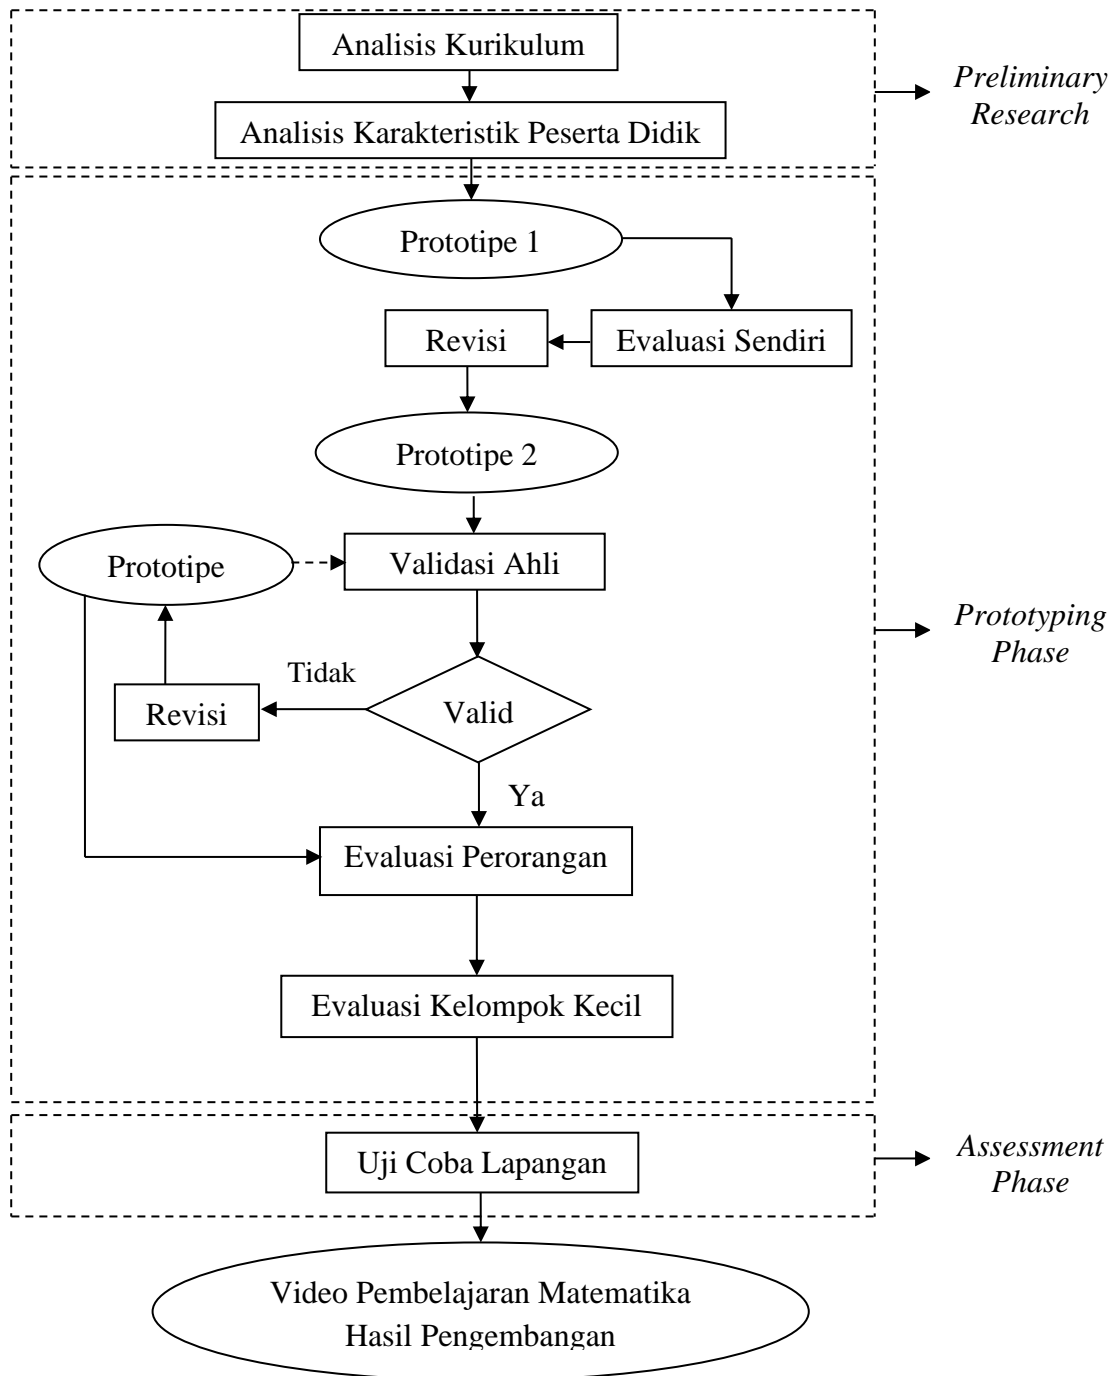 Analisis Kurikulum
Preliminary
Research
Analisis Karakteristik Peserta Didik
Prototipe 1
Revisi
Evaluasi Sendiri
Prototipe 2
Prototipe
Validasi Ahli
Prototyping
Phase
Tidak
Revisi
Valid
Ya
Evaluasi Perorangan
Evaluasi Kelompok Kecil
Assessment
Phase
Uji Coba Lapangan
Video Pembelajaran Matematika
Hasil Pengembangan